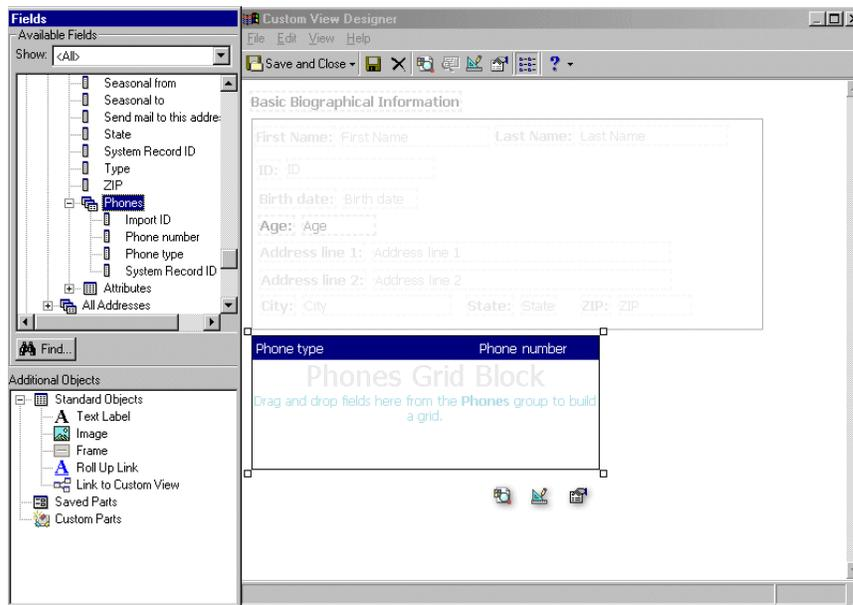 Fields
Custom View Designer
Available Fields
Show: <All>
File Edit View Help
Save and Close
?
Seasonal from
Seasonal to
Send mail to this addre
State
System Record ID
Type
ZIP
Phones
Import ID
Phone number
Phone type
System Record ID
Attributes
All Addresses
Find...
Additional Objects
Standard Objects
A Text Label
Image
Frame
A Roll Up Link
Link to Custom View
Saved Parts
Custom Parts
Basic Biographical Information
First Name: First Name Last Name: Last Name
ID: ID
Birth date: Birth date
Age: Age
Address line 1: Address line 1
Address line 2: Address line 2
City: City State: State ZIP: ZIP
Phone type Phone number
Phones Grid Block
Drag and drop fields here from the Phones group to build
a grid.